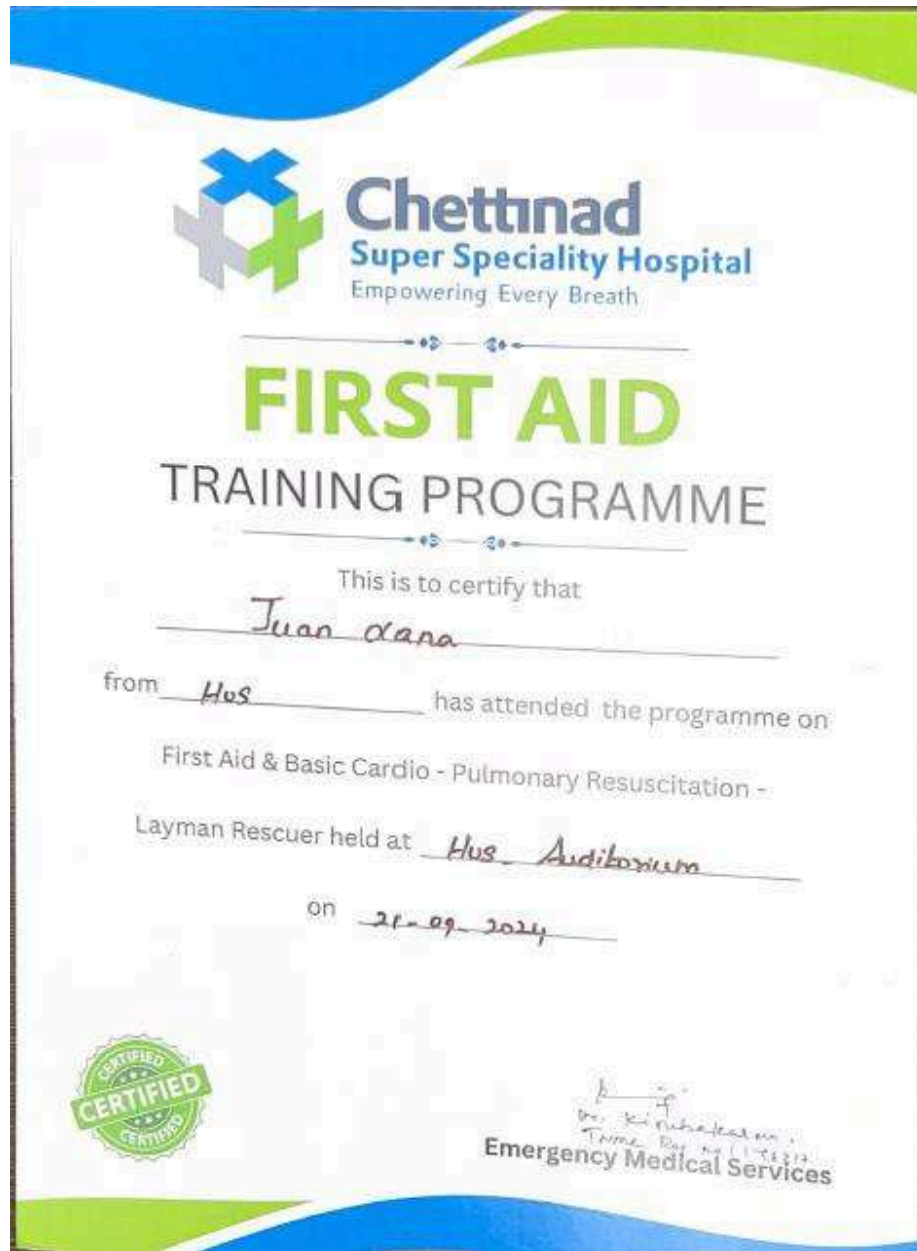 Chettinad
Super Speciality Hospital
Empowering Every Breath
FIRST AID
TRAINING PROGRAMME
This is to certify that
Juan
from Hus has attended the programme on
First Aid & Basic Cardio - Pulmonary Resuscitation -
Layman Rescuer held at Hus Auditorium
on 21-09-2024
CERTIFIED
CERTIFIED
CERTIFIED
Dr. Kirubakaran.
Emergency Medical Services